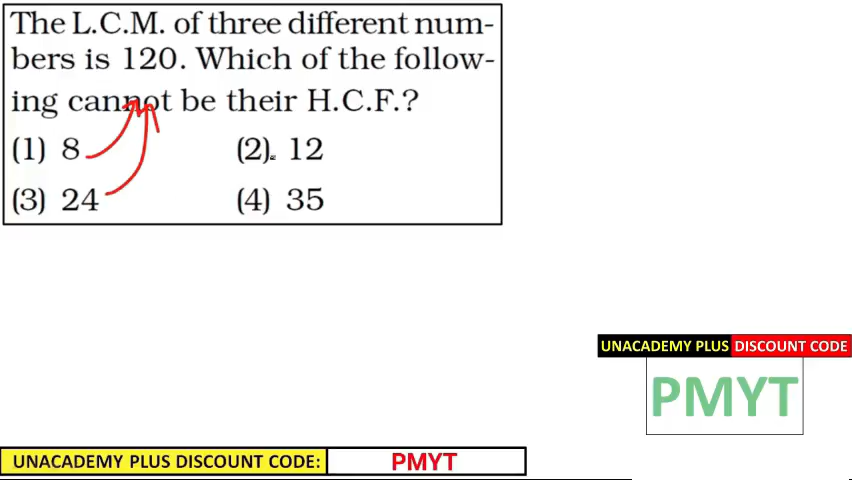 The L.C.M. of three different num-
bers is 120. Which of the follow-
ing cannot be their H.C.F.?
(1) 8 (2) 12
(3) 24 (4) 35
UNACADEMY PLUS DISCOUNT CODE
PMYT
UNACADEMY PLUS DISCOUNT CODE: PMYT